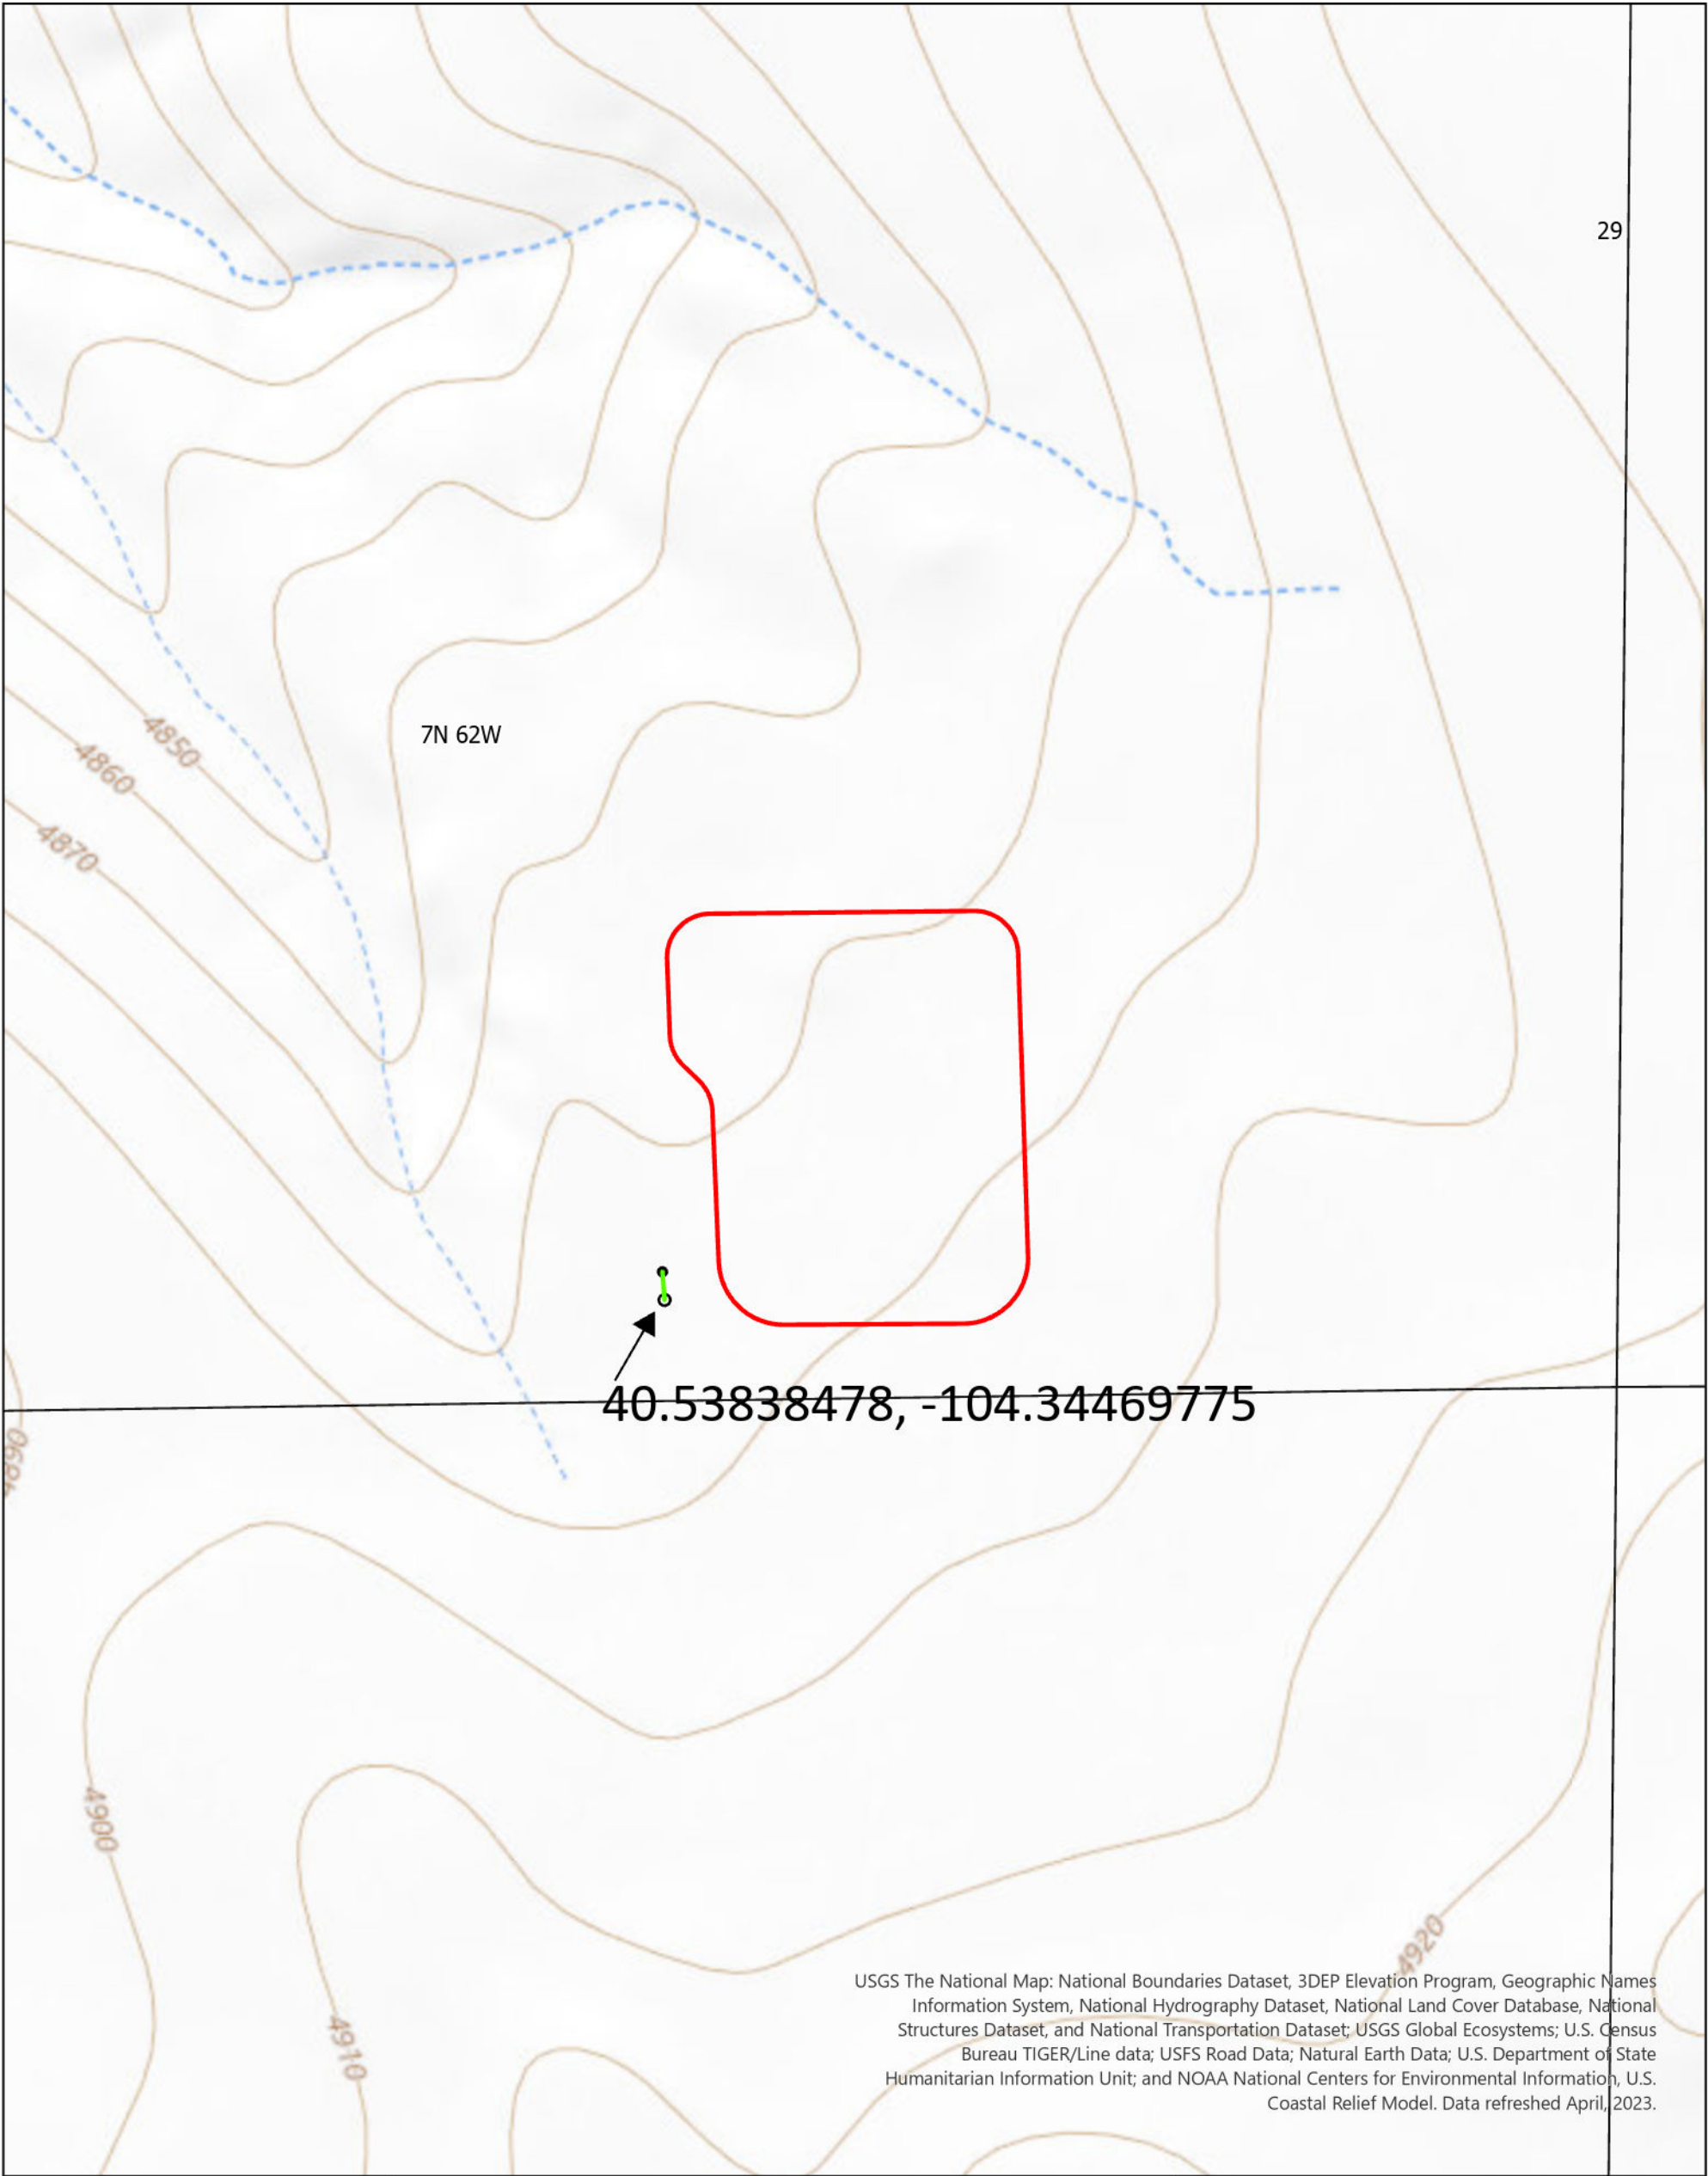 29
7N 62W
4850
4860
4870
40.53838478, -104.34469775
4890
4900
4920
4910
USGS The National Map: National Boundaries Dataset, 3DEP Elevation Program, Geographic Names
Information System, National Hydrography Dataset, National Land Cover Database, National
Structures Dataset, and National Transportation Dataset; USGS Global Ecosystems; U.S. Census
Bureau TIGER/Line data; USFS Road Data; Natural Earth Data; U.S. Department of State
Humanitarian Information Unit; and NOAA National Centers for Environmental Information, U.S.
Coastal Relief Model. Data refreshed April, 2023.